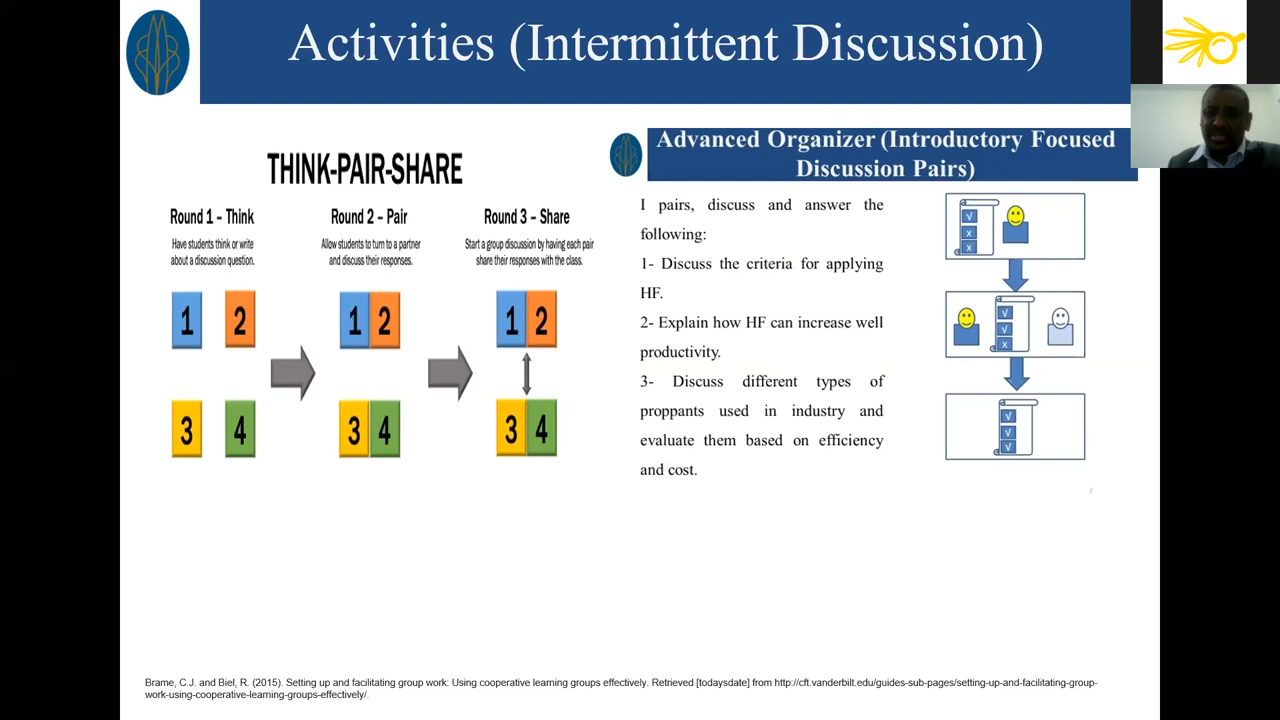 Activities (Intermittent Discussion)
THINK-PAIR-SHARE
Round 1 – Think
Have students think or write
about a discussion question.
Round 2 – Pair
Allow students to turn to a partner
and discuss their responses.
Round 3 – Share
Start a group discussion by having each pair
share their responses with the class.
1 2
1 2
1 2
3 4
3 4
3 4
Advanced Organizer (Introductory Focused
Discussion Pairs)
I pairs, discuss and answer the
following:
1- Discuss the criteria for applying
HF.
2- Explain how HF can increase well
productivity.
3- Discuss different types of
proppants used in industry and
evaluate them based on efficiency
and cost.
√
x
x
√
√
x
√
√
√
Brame, C.J. and Biel, R. (2015). Setting up and facilitating group work: Using cooperative learning groups effectively. Retrieved [todaysdate] from http://cft.vanderbilt.edu/guides-sub-pages/setting-up-and-facilitating-group-
work-using-cooperative-learning-groups-effectively/.